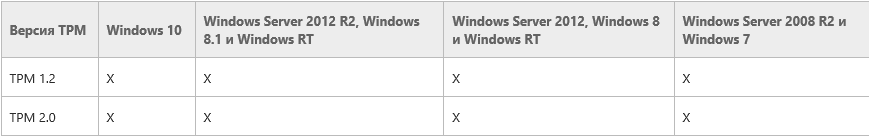 Версия TPM
Windows 10
Windows Server 2012 R2, Windows
8.1 и Windows RT
Windows Server 2012, Windows 8
и Windows RT
Windows Server 2008 R2 и
Windows 7
TPM 1.2
X
X
X
X
TPM 2.0
X
X
X
X